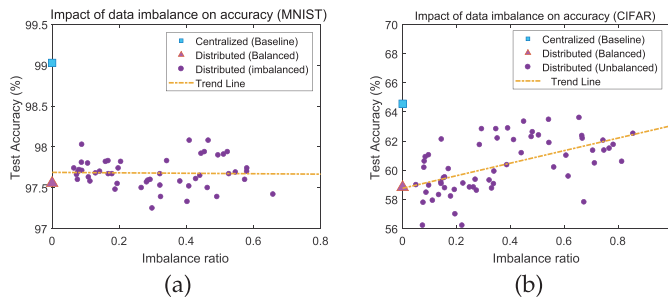 Impact of data imbalance on accuracy (MNIST)
99.5
99
98.5
98
97.5
97
Test Accuracy (%)
Centralized (Baseline)
Distributed (Balanced)
Distributed (imbalanced)
Trend Line
0 0.2 0.4 0.6 0.8
Imbalance ratio
(a)
Impact of data imbalance on accuracy (CIFAR)
70
68
66
64
62
60
58
56
Test Accuracy (%)
Centralized (Baseline)
Distributed (Balanced)
Distributed (Unbalanced)
Trend Line
0 0.2 0.4 0.6 0.8
Imbalance ratio
(b)